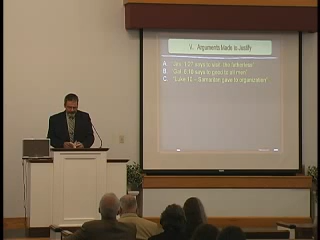 V. Arguments Made to Justify
A. Jas. 1:27 says to visit the fatherless
B. Gal. 6:10 says do good to all men
C. "Luke 10 - Samaritan gave to organization"